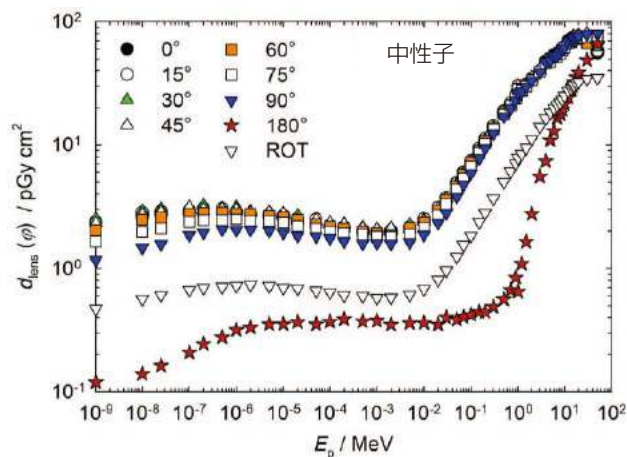 10²
10¹
10⁰
10⁻¹
d_lens (φ) / pGy cm²
中性子
0°
15°
30°
45°
60°
75°
90°
180°
ROT
10⁻⁹ 10⁻⁸ 10⁻⁷ 10⁻⁶ 10⁻⁵ 10⁻⁴ 10⁻³ 10⁻² 10⁻¹ 10⁰ 10¹ 10²
E_p / MeV